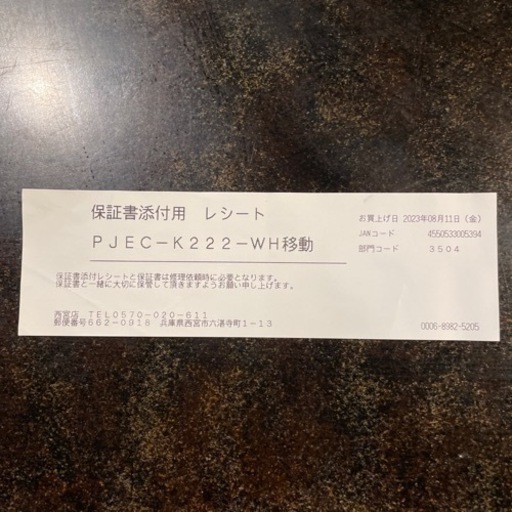 保証書添付用　レシート
お買上げ日 2023年08月11日（金）
ＰＪＥＣ－Ｋ２２２－ＷＨ移動
JANコード 4550533005394
部門コード ３５０４
保証書添付レシートと保証書は修理依頼時に必要となります。
保証書と一緒に大切に保管して頂きますようお願い申し上げます。
西宮店　ＴＥＬ０５７０－０２０－６１１
郵便番号６６２－０９１８　兵庫県西宮市六湛寺町１－１３
0006-8982-5205